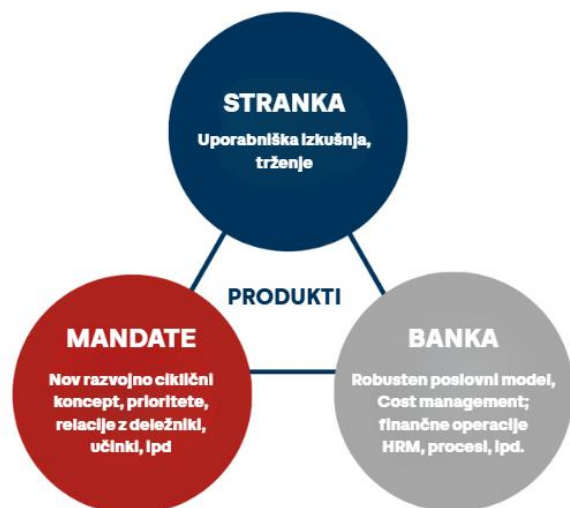 STRANKA
Uporabniška izkušnja,
trženje
PRODUKTI
MANDATE
Nov razvojno ciklični
koncept, prioritete,
relacije z deležniki,
učinki, ipd
BANKA
Robusten poslovni model,
Cost management;
finančne operacije
HRM, procesi, ipd.